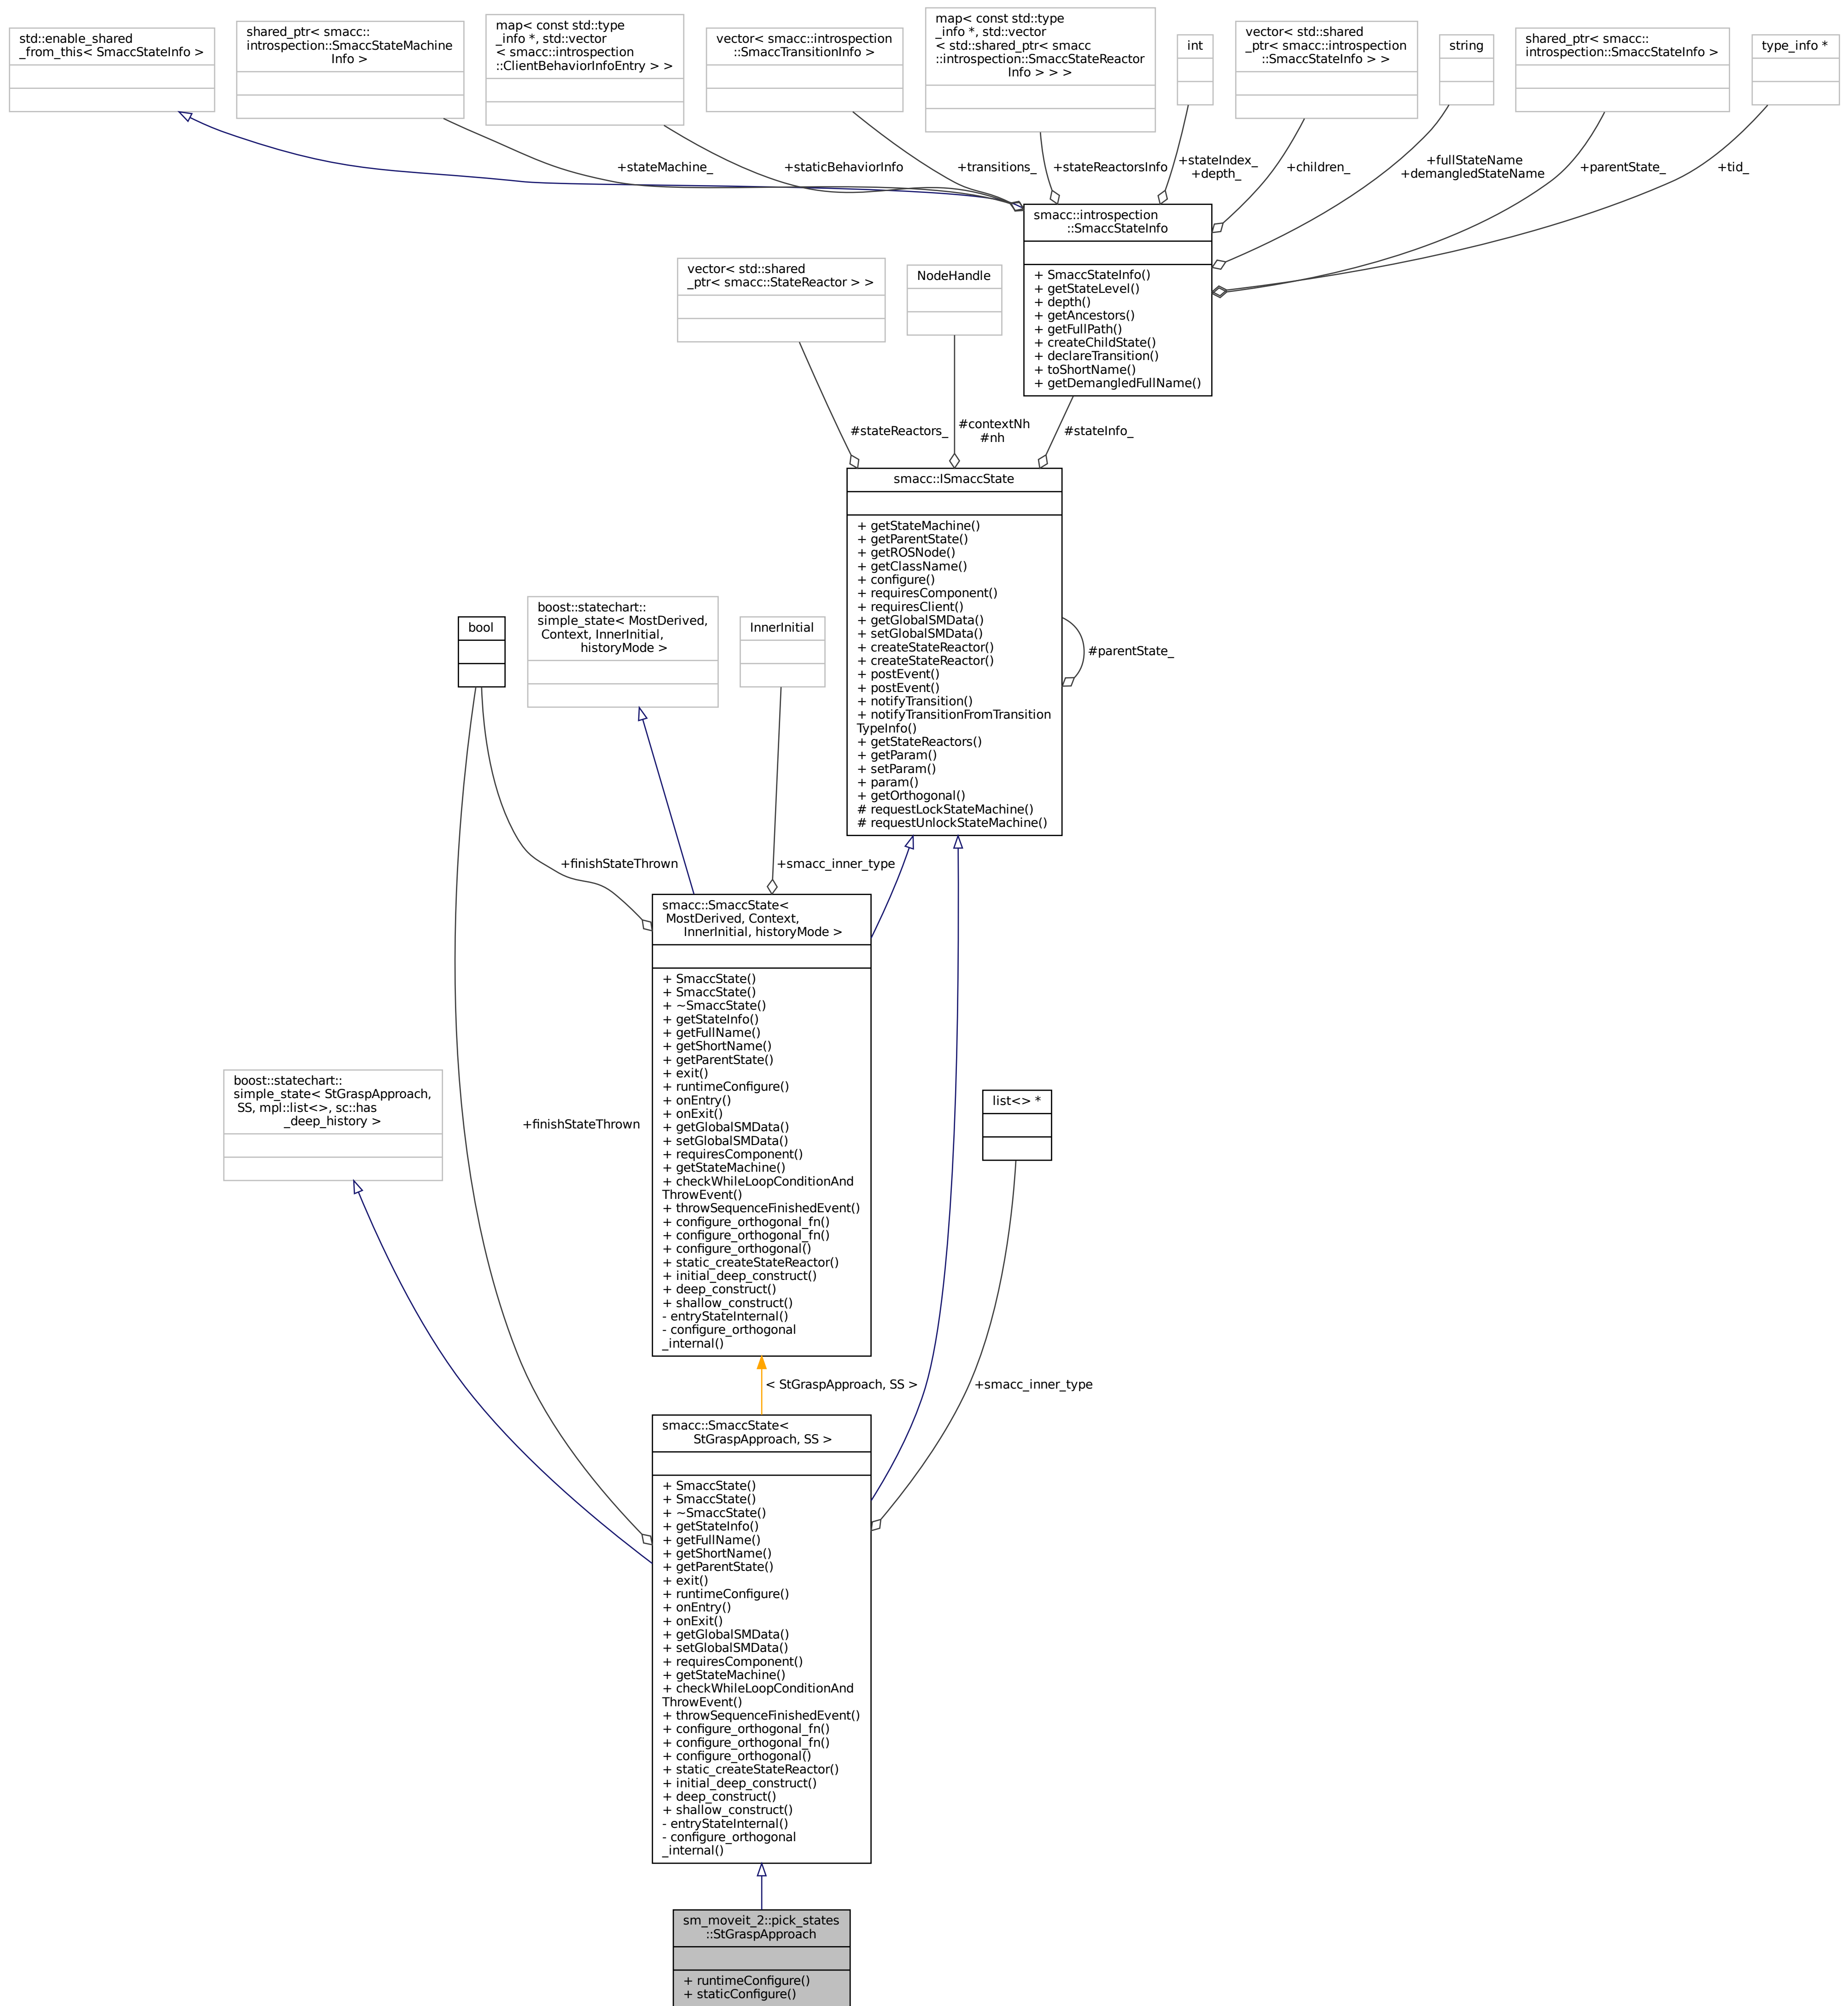 std::enable_shared
_from_this< SmaccStateInfo >
shared_ptr< smacc::
introspection::SmaccStateMachine
Info >
map< const std::type
_info *, std::vector
< smacc::introspection
::ClientBehaviorInfoEntry > >
vector< smacc::introspection
::SmaccTransitionInfo >
map< const std::type
_info *, std::vector
< std::shared_ptr< smacc
::introspection::SmaccStateReactor
Info > > >
int
vector< std::shared
_ptr< smacc::introspection
::SmaccStateInfo > >
string
shared_ptr< smacc::
introspection::SmaccStateInfo >
type_info *
+stateMachine_
+staticBehaviorInfo
+transitions_
+stateReactorsInfo
+stateIndex_
+depth_
+children_
+fullStateName
+demangledStateName
+parentState_
+tid_
smacc::introspection
::SmaccStateInfo
+ SmaccStateInfo()
+ getStateLevel()
+ depth()
+ getAncestors()
+ getFullPath()
+ createChildState()
+ declareTransition()
+ toShortName()
+ getDemangledFullName()
vector< std::shared
_ptr< smacc::StateReactor > >
NodeHandle
#stateReactors_
#contextNh
#nh
#stateInfo_
smacc::ISmaccState
+ getStateMachine()
+ getParentState()
+ getROSNode()
+ getClassName()
+ configure()
+ requiresComponent()
+ requiresClient()
+ getGlobalSMData()
+ setGlobalSMData()
+ createStateReactor()
+ createStateReactor()
+ postEvent()
+ postEvent()
+ notifyTransition()
+ notifyTransitionFromTransition
TypeInfo()
+ getStateReactors()
+ getParam()
+ setParam()
+ param()
+ getOrthogonal()
# requestLockStateMachine()
# requestUnlockStateMachine()
#parentState_
bool
boost::statechart::
simple_state< MostDerived,
Context, InnerInitial,
historyMode >
InnerInitial
+finishStateThrown
+smacc_inner_type
smacc::SmaccState<
MostDerived, Context,
InnerInitial, historyMode >
+ SmaccState()
+ SmaccState()
+ ~SmaccState()
+ getStateInfo()
+ getFullName()
+ getShortName()
+ getParentState()
+ exit()
+ runtimeConfigure()
+ onEntry()
+ onExit()
+ getGlobalSMData()
+ setGlobalSMData()
+ requiresComponent()
+ getStateMachine()
+ checkWhileLoopConditionAnd
ThrowEvent()
+ throwSequenceFinishedEvent()
+ configure_orthogonal_fn()
+ configure_orthogonal_fn()
+ configure_orthogonal()
+ static_createStateReactor()
+ initial_deep_construct()
+ deep_construct()
+ shallow_construct()
- entryStateInternal()
- configure_orthogonal
_internal()
boost::statechart::
simple_state< StGraspApproach,
SS, mpl::list<>, sc::has
_deep_history >
+finishStateThrown
list<> *
< StGraspApproach, SS >
+smacc_inner_type
smacc::SmaccState<
StGraspApproach, SS >
+ SmaccState()
+ SmaccState()
+ ~SmaccState()
+ getStateInfo()
+ getFullName()
+ getShortName()
+ getParentState()
+ exit()
+ runtimeConfigure()
+ onEntry()
+ onExit()
+ getGlobalSMData()
+ setGlobalSMData()
+ requiresComponent()
+ getStateMachine()
+ checkWhileLoopConditionAnd
ThrowEvent()
+ throwSequenceFinishedEvent()
+ configure_orthogonal_fn()
+ configure_orthogonal_fn()
+ configure_orthogonal()
+ static_createStateReactor()
+ initial_deep_construct()
+ deep_construct()
+ shallow_construct()
- entryStateInternal()
- configure_orthogonal
_internal()
sm_moveit_2::pick_states
::StGraspApproach
+ runtimeConfigure()
+ staticConfigure()